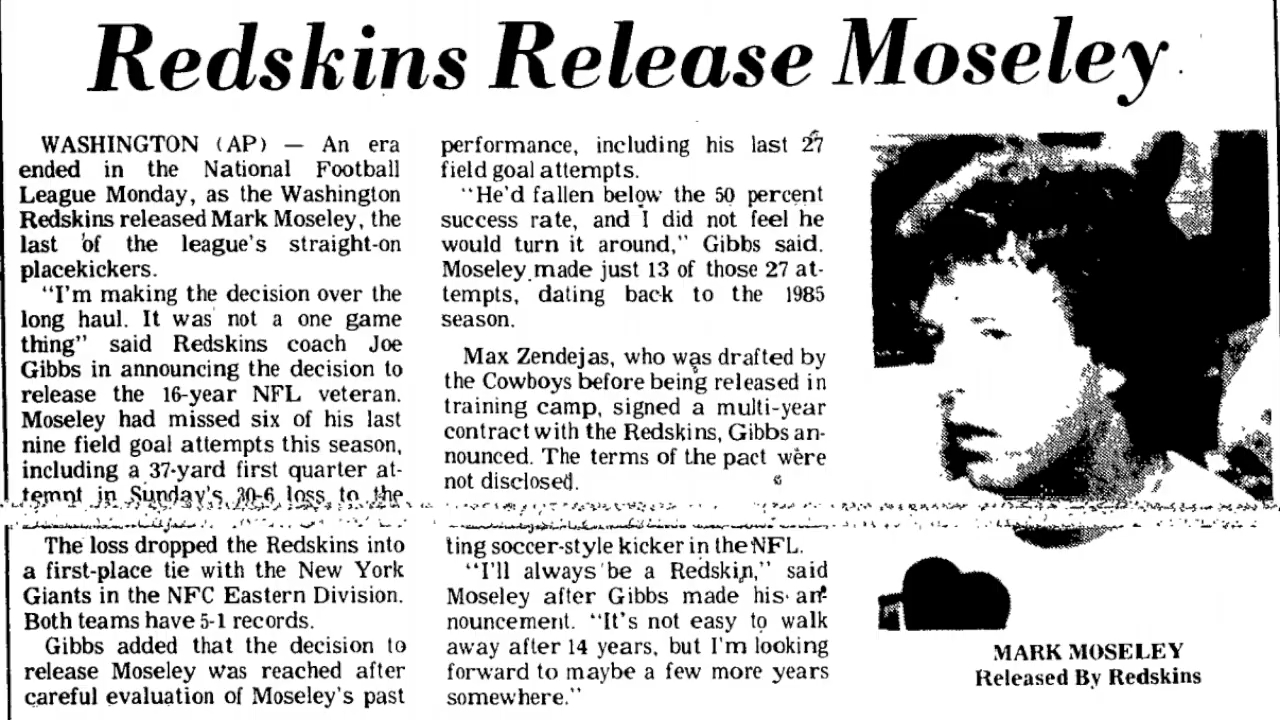 Redskins Release Moseley
WASHINGTON (AP) — An era
ended in the National Football
League Monday, as the Washington
Redskins released Mark Moseley, the
last of the league's straight-on
placekickers.
"I'm making the decision over the
long haul. It was not a one game
thing" said Redskins coach Joe
Gibbs in announcing the decision to
release the 16-year NFL veteran.
Moseley had missed six of his last
nine field goal attempts this season,
including a 37-yard first quarter at-
tempt in Sunday's 30-6 loss to the
The loss dropped the Redskins into
a first-place tie with the New York
Giants in the NFC Eastern Division.
Both teams have 5-1 records.
Gibbs added that the decision to
release Moseley was reached after
careful evaluation of Moseley's past
performance, including his last 27
field goal attempts.
"He'd fallen below the 50 percent
success rate, and I did not feel he
would turn it around," Gibbs said.
Moseley made just 13 of those 27 at-
tempts, dating back to the 1985
season.
Max Zendejas, who was drafted by
the Cowboys before being released in
training camp, signed a multi-year
contract with the Redskins, Gibbs an-
nounced. The terms of the pact were
not disclosed.
ting soccer-style kicker in the NFL.
"I'll always be a Redskin," said
Moseley after Gibbs made his an-
nouncement. "It's not easy to walk
away after 14 years, but I'm looking
forward to maybe a few more years
somewhere."
MARK MOSELEY
Released By Redskins